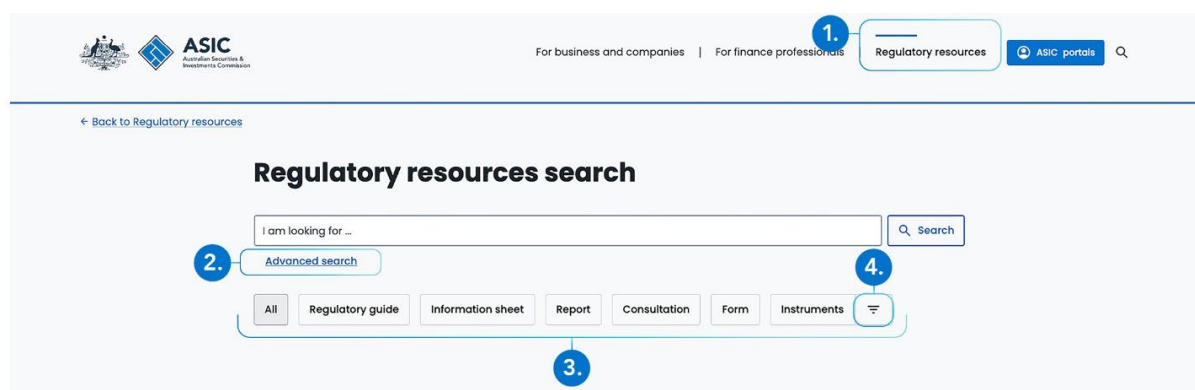 ASIC
Australian Securities &
Investments Commission
For business and companies | For finance professionals
1.
Regulatory resources
ASIC portals
← Back to Regulatory resources
Regulatory resources search
I am looking for ...
Search
2.
Advanced search
4.
All
Regulatory guide
Information sheet
Report
Consultation
Form
Instruments
3.